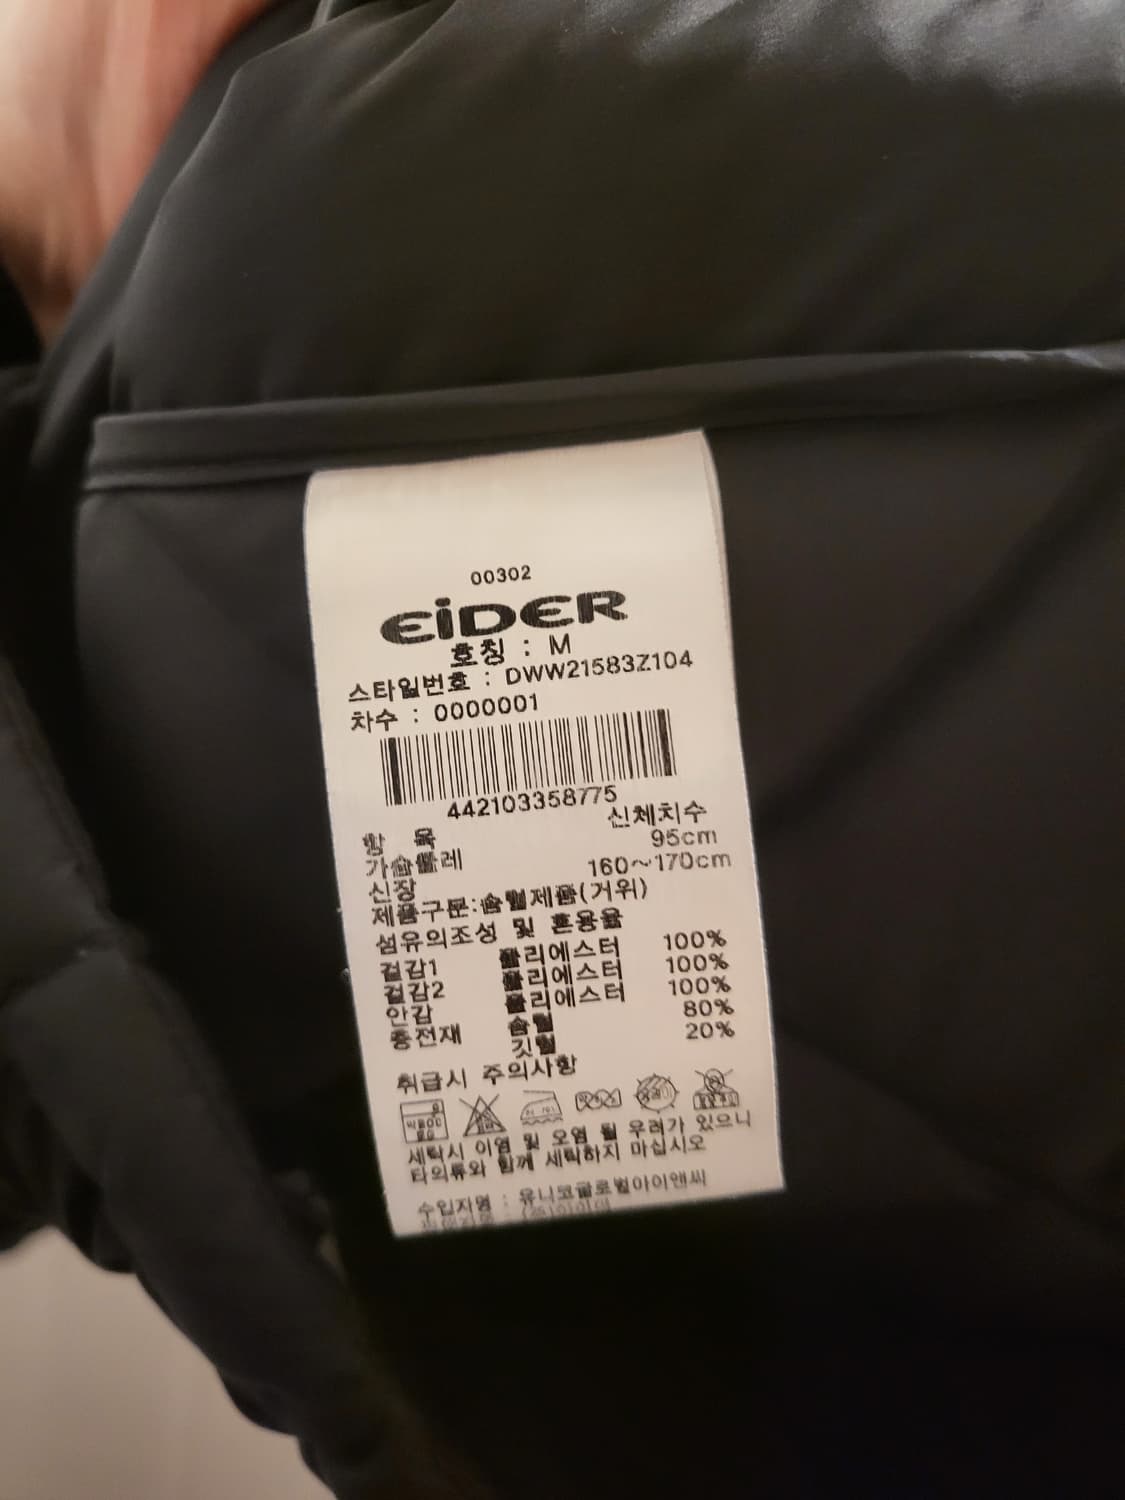 00302
EiDER
호칭 : M
스타일번호 : DWW21583Z104
차수 : 0000001
442103358775
항 목 신체치수
가슴둘레 95cm
신장 160~170cm
제품구분:솜털제품(거위)
섬유의조성 및 혼용율
겉감1 폴리에스터 100%
겉감2 폴리에스터 100%
안감 폴리에스터 100%
충전재 솜털 80%
깃털 20%
취급시 주의사항
세탁시 이염 및 오염 될 우려가 있으니
타의류와 함께 세탁하지 마십시오
수입자명 : 유니코글로벌아이앤씨